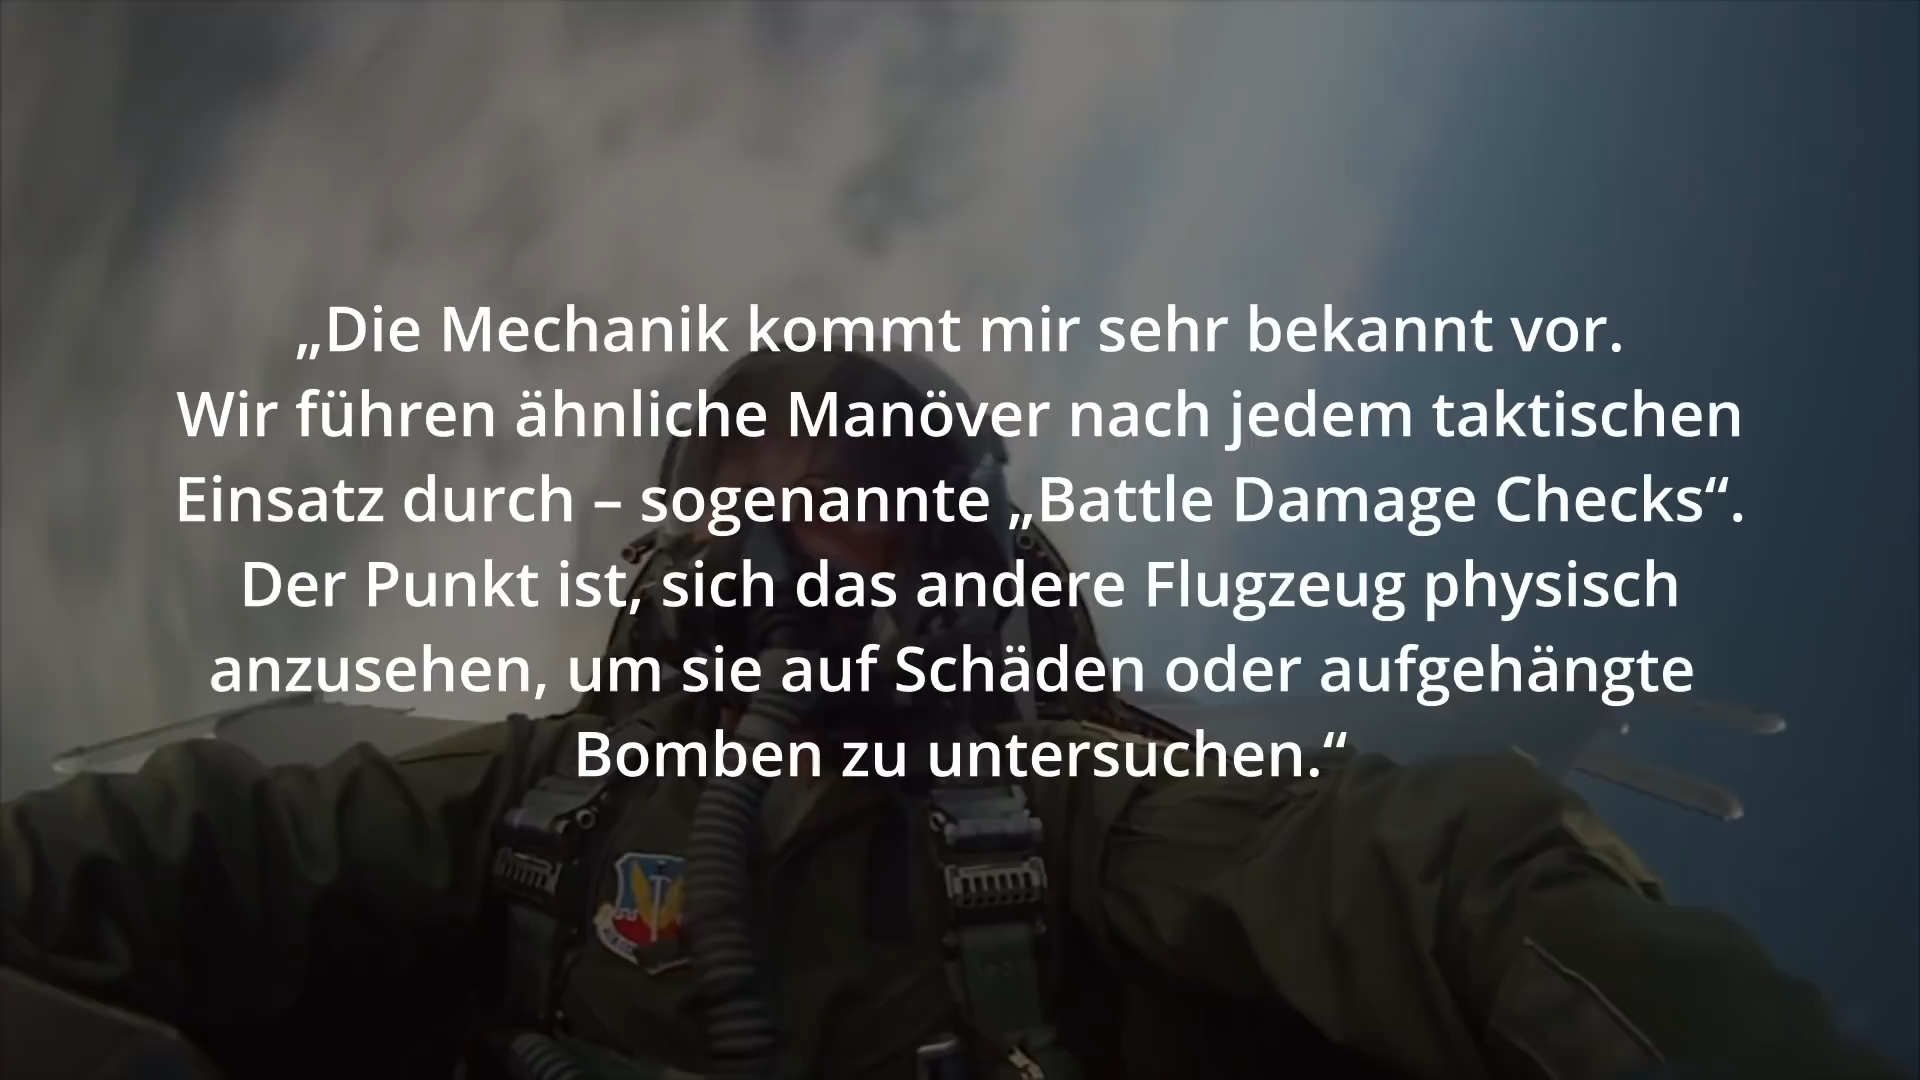 „Die Mechanik kommt mir sehr bekannt vor.
Wir führen ähnliche Manöver nach jedem taktischen
Einsatz durch – sogenannte „Battle Damage Checks“.
Der Punkt ist, sich das andere Flugzeug physisch
anzusehen, um sie auf Schäden oder aufgehängte
Bomben zu untersuchen.“